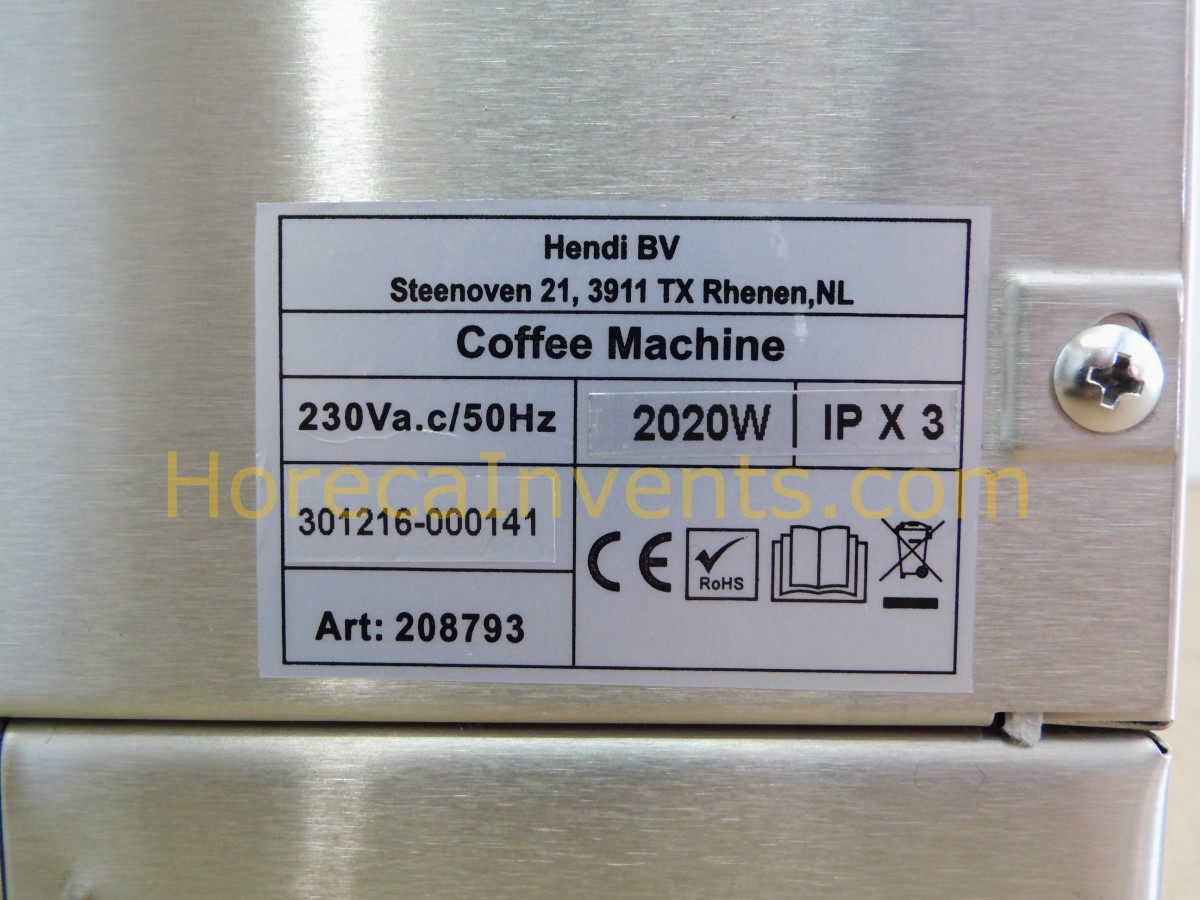 Hendi BV
Steenoven 21, 3911 TX Rhenen,NL
Coffee Machine
230Va.c/50Hz
2020W
IP X 3
HorecaInvents.com
301216-000141
CE
RoHS
Art: 208793